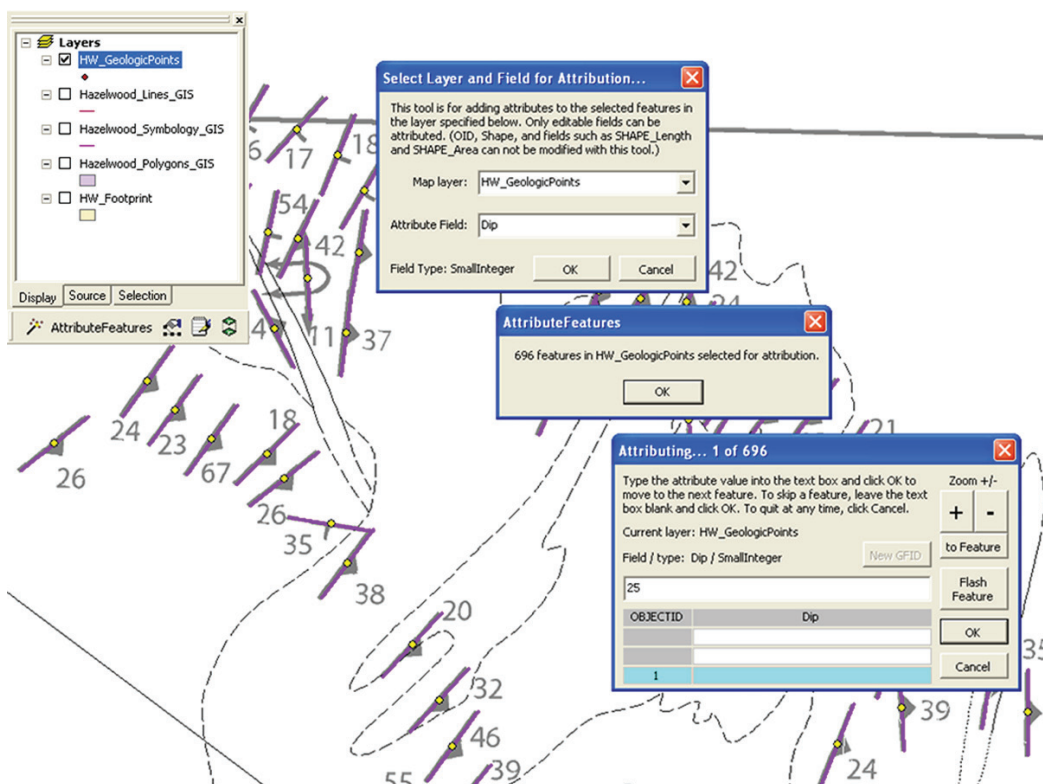 Layers
HW_GeologicPoints
Hazelwood_Lines_GIS
Hazelwood_Symbology_GIS
Hazelwood_Polygons_GIS
HW_Footprint
Display Source Selection
AttributeFeatures
Select Layer and Field for Attribution...
This tool is for adding attributes to the selected features in
the layer specified below. Only editable fields can be
attributed. (OID, Shape, and fields such as SHAPE_Length
and SHAPE_Area can not be modified with this tool.)
Map layer: HW_GeologicPoints
Attribute Field: Dip
Field Type: SmallInteger OK Cancel
AttributeFeatures
696 features in HW_GeologicPoints selected for attribution.
OK
Attributing... 1 of 696
Type the attribute value into the text box and click OK to
move to the next feature. To skip a feature, leave the text
box blank and click OK. To quit at any time, click Cancel.
Current layer: HW_GeologicPoints
Field / type: Dip / SmallInteger New GFID
25
OBJECTID Dip
1
Zoom +/-
+ -
to Feature
Flash
Feature
OK
Cancel
17
18
54
42
11
37
42
24
23
67
18
26
26
35
38
21
20
32
46
39
55
35
39
24